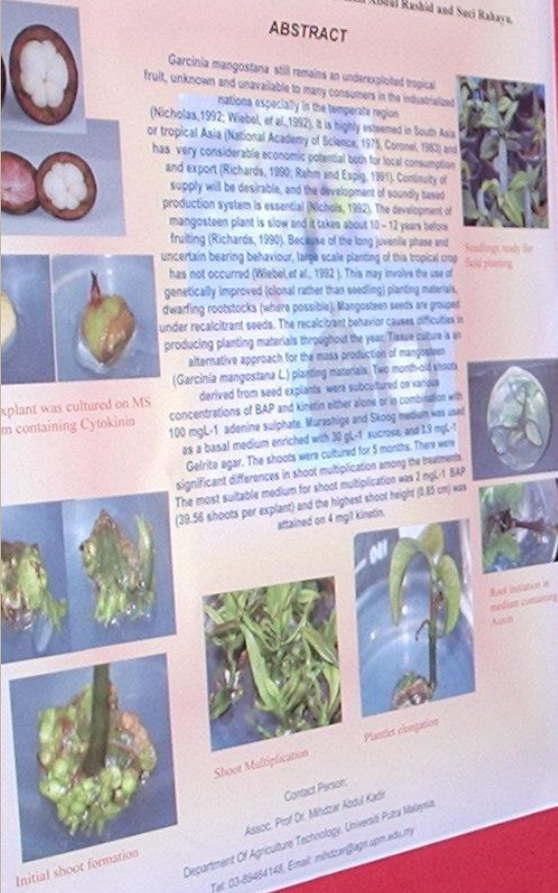 Abdul Rashid and Suci Rahayu.
ABSTRACT
Garcinia mangostana still remains an underexploited tropical
fruit, unknown and unavailable to many consumers in the industrialized
nations especially in the temperate region
(Nicholas,1992; Wiebel, et al.,1992). It is highly esteemed in South Asia
or tropical Asia (National Academy of Science, 1975, Coronel, 1983) and
has very considerable economic potential both for local consumption
and export (Richards, 1990; Rehm and Espig, 1991). Continuity of
supply will be desirable, and the development of soundly based
production system is essential (Nichols, 1992). The development of
mangosteen plant is slow and it takes about 10 – 12 years before
fruiting (Richards, 1990). Because of the long juvenile phase and
uncertain bearing behaviour, large scale planting of this tropical crop
has not occurred (Wiebel,et al., 1992 ). This may involve the use of
genetically improved (clonal rather than seedling) planting materials,
dwarfing rootstocks (where possible). Mangosteen seeds are grouped
under recalcitrant seeds. The recalcitrant behavior causes difficulties in
producing planting materials throughout the year. Tissue culture is an
alternative approach for the mass production of mangosteen
(Garcinia mangostana L.) planting materials. Two month-old shoots
derived from seed explants were subcultured on various
concentrations of BAP and kinetin either alone or in combination with
100 mgL-1 adenine sulphate. Murashige and Skoog medium was used
as a basal medium enriched with 30 gL-1 sucrose, and 3.9 mgL-1
Gelrite agar. The shoots were cultured for 5 months. There were
significant differences in shoot multiplication among the treatments.
The most suitable medium for shoot multiplication was 2 mgL-1 BAP
(39.56 shoots per explant) and the highest shoot height (0.85 cm) was
attained on 4 mg/l kinetin.
Seedlings ready for
field planting
xplant was cultured on MS
m containing Cytokinin
Root initiation in
medium containing
Auxin
Plantlet elongation
Shoot Multiplication
Initial shoot formation
Contact Person:
Assoc. Prof Dr. Mihdzar Abdul Kadir
Department Of Agriculture Technology, Universiti Putra Malaysia,
Tel: 03-89464148, Email: mihdzar@agri.upm.edu.my